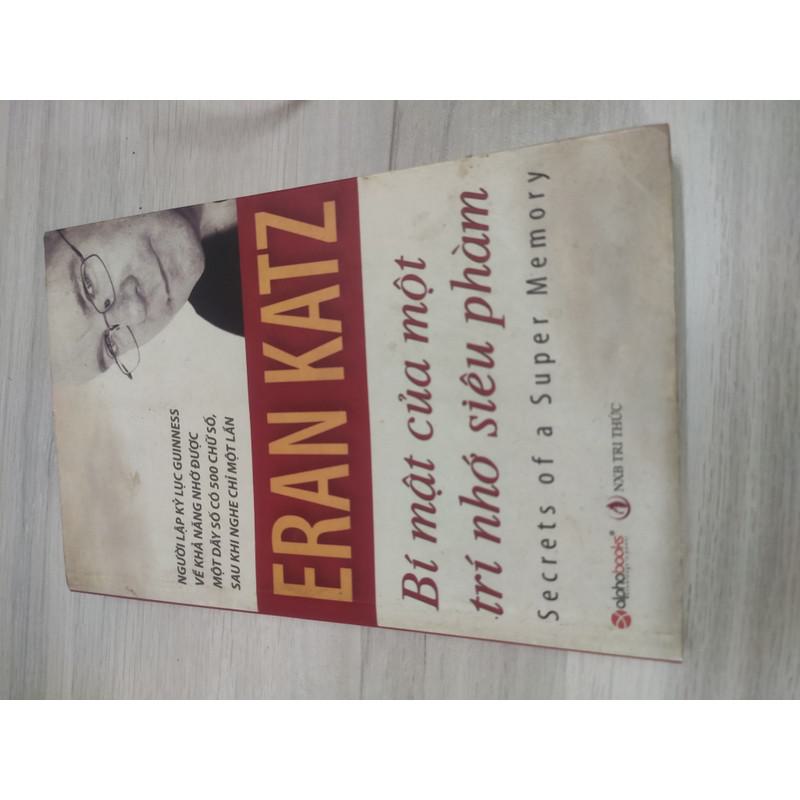 NGƯỜI LẬP KỶ LỤC GUINNESS
VỀ KHẢ NĂNG NHỚ ĐƯỢC
MỘT DÃY SỐ CÓ 500 CHỮ SỐ,
SAU KHI NGHE CHỈ MỘT LẦN
ERAN KATZ
Bí mật của một
trí nhớ siêu phàm
Secrets of a Super Memory
alphabooks®
NXB TRI THỨC